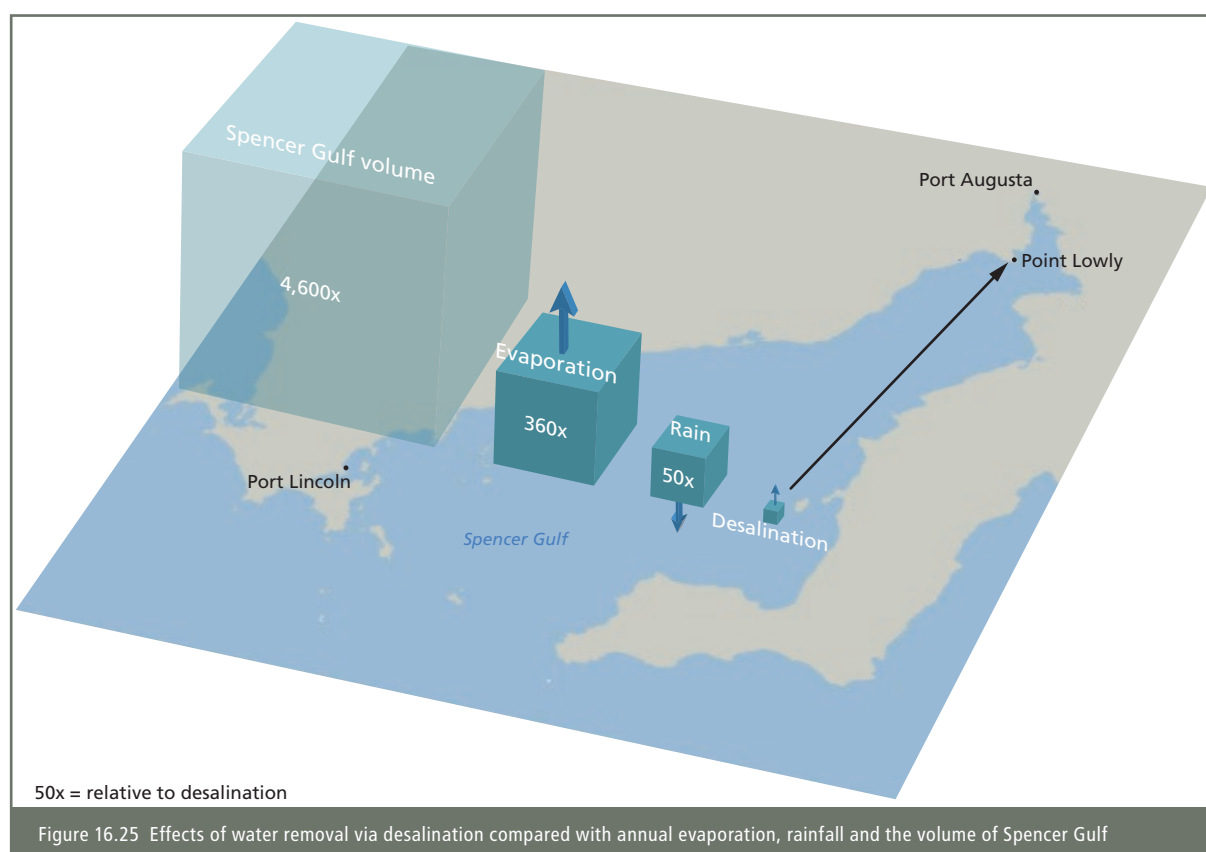 Spencer Gulf volume
4,600x
Port Augusta
Point Lowly
Evaporation
360x
Rain
50x
Port Lincoln
Desalination
Spencer Gulf
50x = relative to desalination
Figure 16.25 Effects of water removal via desalination compared with annual evaporation, rainfall and the volume of Spencer Gulf